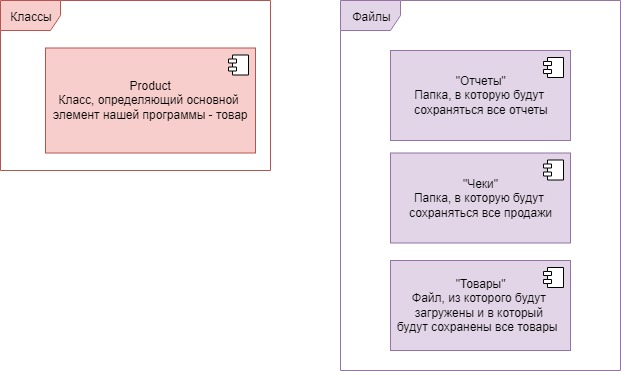 Классы
Product
Класс, определяющий основной
элемент нашей программы - товар
Файлы
"Отчеты"
Папка, в которую будут
сохраняться все отчеты
"Чеки"
Папка, в которую будут
сохраняться все продажи
"Товары"
Файл, из которого будут
загружены и в который
будут сохранены все товары